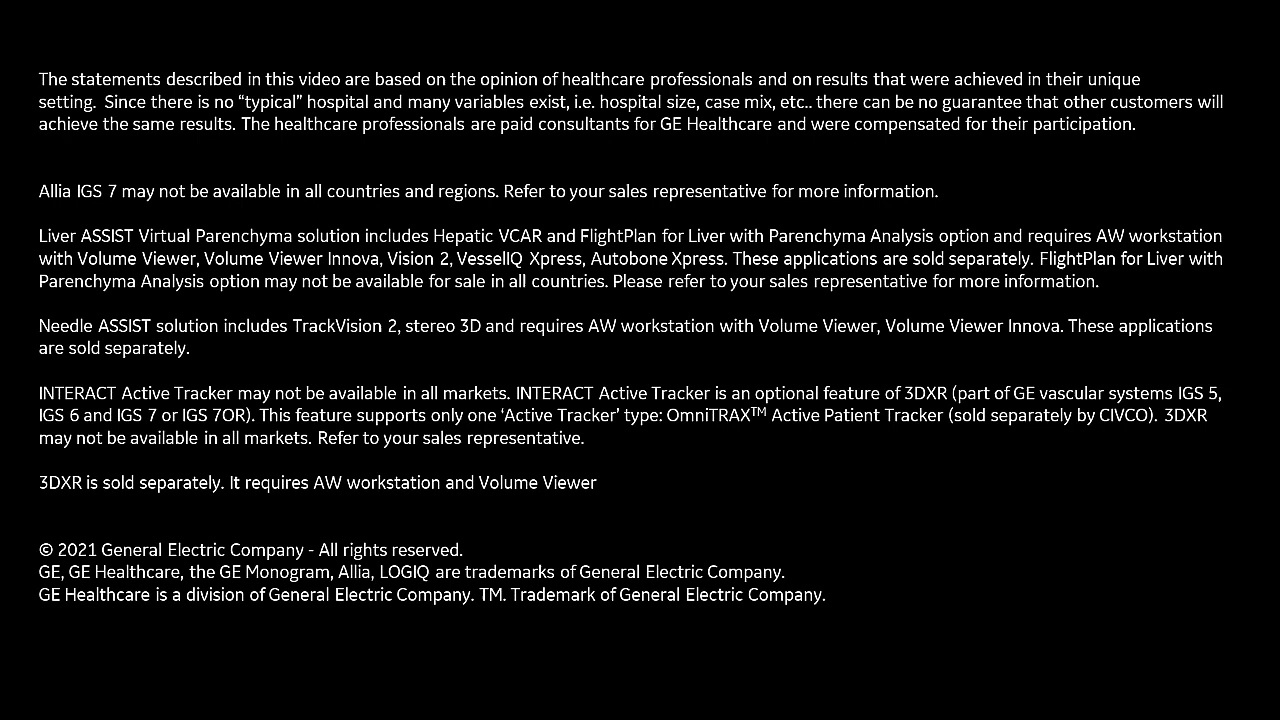 The statements described in this video are based on the opinion of healthcare professionals and on results that were achieved in their unique
setting.  Since there is no “typical” hospital and many variables exist, i.e. hospital size, case mix, etc.. there can be no guarantee that other customers will
achieve the same results. The healthcare professionals are paid consultants for GE Healthcare and were compensated for their participation.
Allia IGS 7 may not be available in all countries and regions. Refer to your sales representative for more information.
Liver ASSIST Virtual Parenchyma solution includes Hepatic VCAR and FlightPlan for Liver with Parenchyma Analysis option and requires AW workstation
with Volume Viewer, Volume Viewer Innova, Vision 2, VesselIQ Xpress, Autobone Xpress. These applications are sold separately. FlightPlan for Liver with
Parenchyma Analysis option may not be available for sale in all countries. Please refer to your sales representative for more information.
Needle ASSIST solution includes TrackVision 2, stereo 3D and requires AW workstation with Volume Viewer, Volume Viewer Innova. These applications
are sold separately.
INTERACT Active Tracker may not be available in all markets. INTERACT Active Tracker is an optional feature of 3DXR (part of GE vascular systems IGS 5,
IGS 6 and IGS 7 or IGS 7OR). This feature supports only one ‘Active Tracker’ type: OmniTRAX™ Active Patient Tracker (sold separately by CIVCO). 3DXR
may not be available in all markets. Refer to your sales representative.
3DXR is sold separately. It requires AW workstation and Volume Viewer
© 2021 General Electric Company - All rights reserved.
GE, GE Healthcare, the GE Monogram, Allia, LOGIQ are trademarks of General Electric Company.
GE Healthcare is a division of General Electric Company. TM. Trademark of General Electric Company.